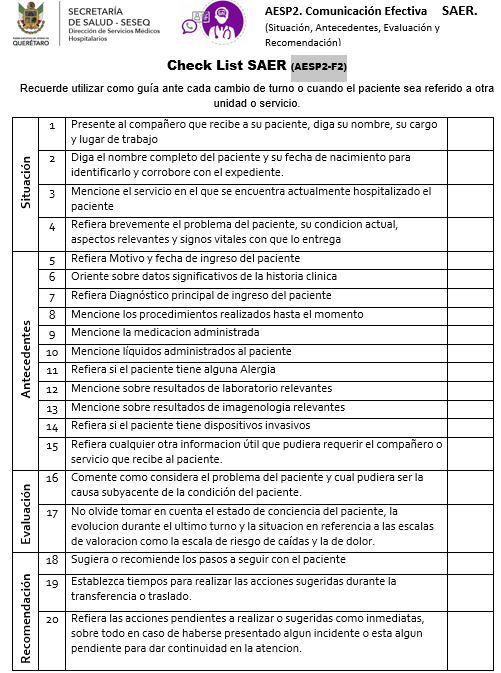 SECRETARÍA
DE SALUD - SESEQ
Dirección de Servicios Médicos
Hospitalarios
QUERÉTARO
AESP2. Comunicación Efectiva SAER.
(Situación, Antecedentes, Evaluación y
Recomendación)
Check List SAER (AESP2-F2)
Recuerde utilizar como guía ante cada cambio de turno o cuando el paciente sea referido a otra
unidad o servicio.
Situación
1 Presente al compañero que recibe a su paciente, diga su nombre, su cargo
y lugar de trabajo
2 Diga el nombre completo del paciente y su fecha de nacimiento para
identificarlo y corrobore con el expediente.
3 Mencione el servicio en el que se encuentra actualmente hospitalizado el
paciente
4 Refiera brevemente el problema del paciente, su condicion actual,
aspectos relevantes y signos vitales con que lo entrega
Antecedentes
5 Refiera Motivo y fecha de ingreso del paciente
6 Oriente sobre datos significativos de la historia clinica
7 Refiera Diagnóstico principal de ingreso del paciente
8 Mencione los procedimientos realizados hasta el momento
9 Mencione la medicacion administrada
10 Mencione líquidos administrados al paciente
11 Refiera si el paciente tiene alguna Alergia
12 Mencione sobre resultados de laboratorio relevantes
13 Mencione sobre resultados de imagenologia relevantes
14 Refiera si el paciente tiene dispositivos invasivos
15 Refiera cualquier otra informacion útil que pudiera requerir el compañero o
servicio que recibe al paciente.
Evaluación
16 Comente como considera el problema del paciente y cual pudiera ser la
causa subyacente de la condición del paciente.
17 No olvide tomar en cuenta el estado de conciencia del paciente, la
evolucion durante el ultimo turno y la situacion en referencia a las escalas
de valoracion como la escala de riesgo de caídas y la de dolor.
Recomendación
18 Sugiera o recomiende los pasos a seguir con el paciente
19 Establezca tiempos para realizar las acciones sugeridas durante la
transferencia o traslado.
20 Refiera las acciones pendientes a realizar o sugeridas como inmediatas,
sobre todo en caso de haberse presentado algun incidente o esta algun
pendiente para dar continuidad en la atencion.